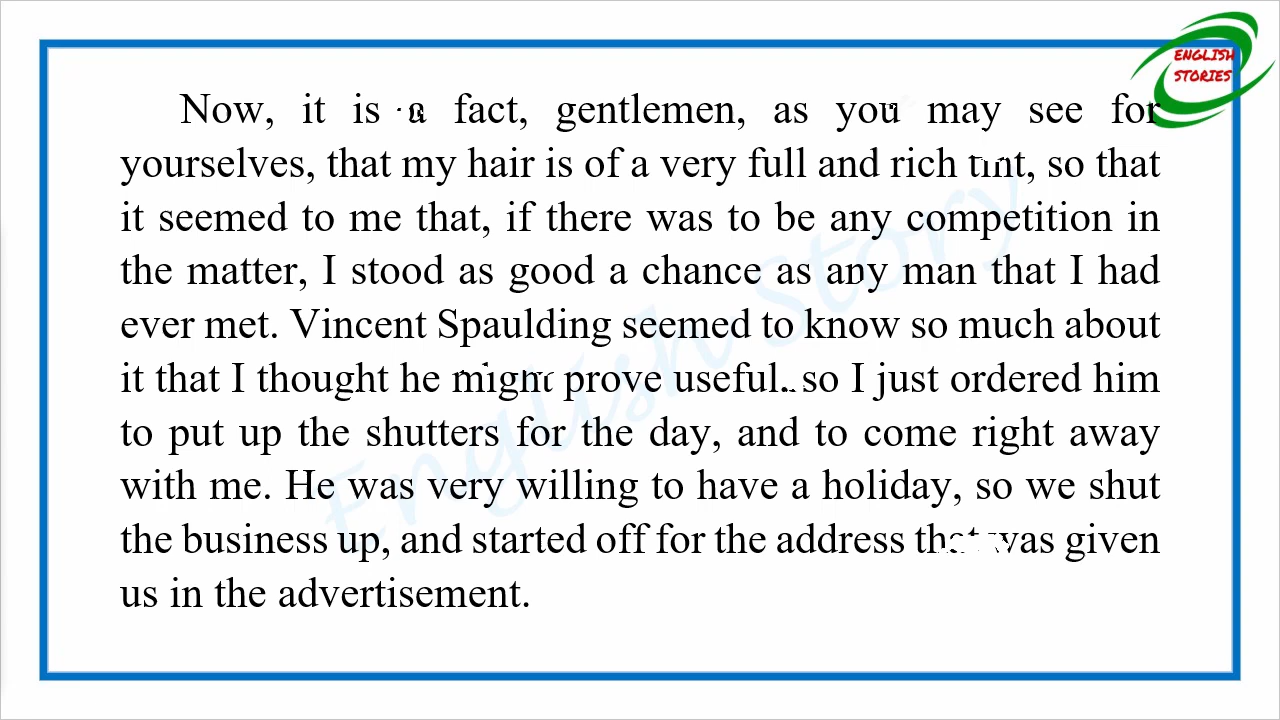 ENGLISH
STORIES
Now, it is a fact, gentlemen, as you may see for
yourselves, that my hair is of a very full and rich tint, so that
it seemed to me that, if there was to be any competition in
the matter, I stood as good a chance as any man that I had
ever met. Vincent Spaulding seemed to know so much about
it that I thought he might prove useful, so I just ordered him
to put up the shutters for the day, and to come right away
with me. He was very willing to have a holiday, so we shut
the business up, and started off for the address that was given
us in the advertisement.
English Story